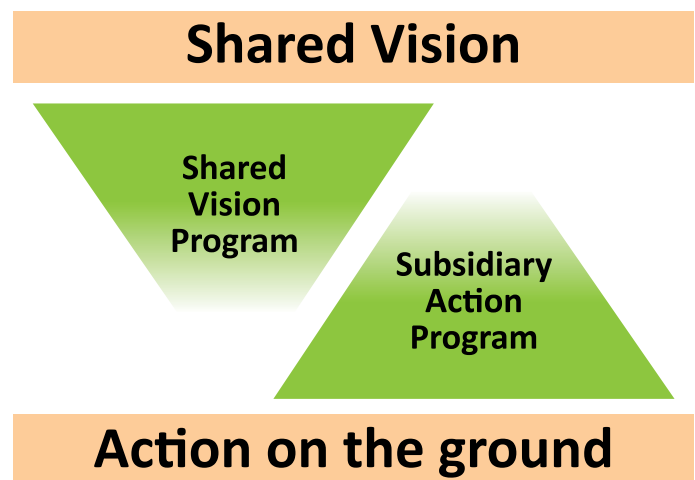 Shared Vision
Shared
Vision
Program
Subsidiary
Action
Program
Action on the ground